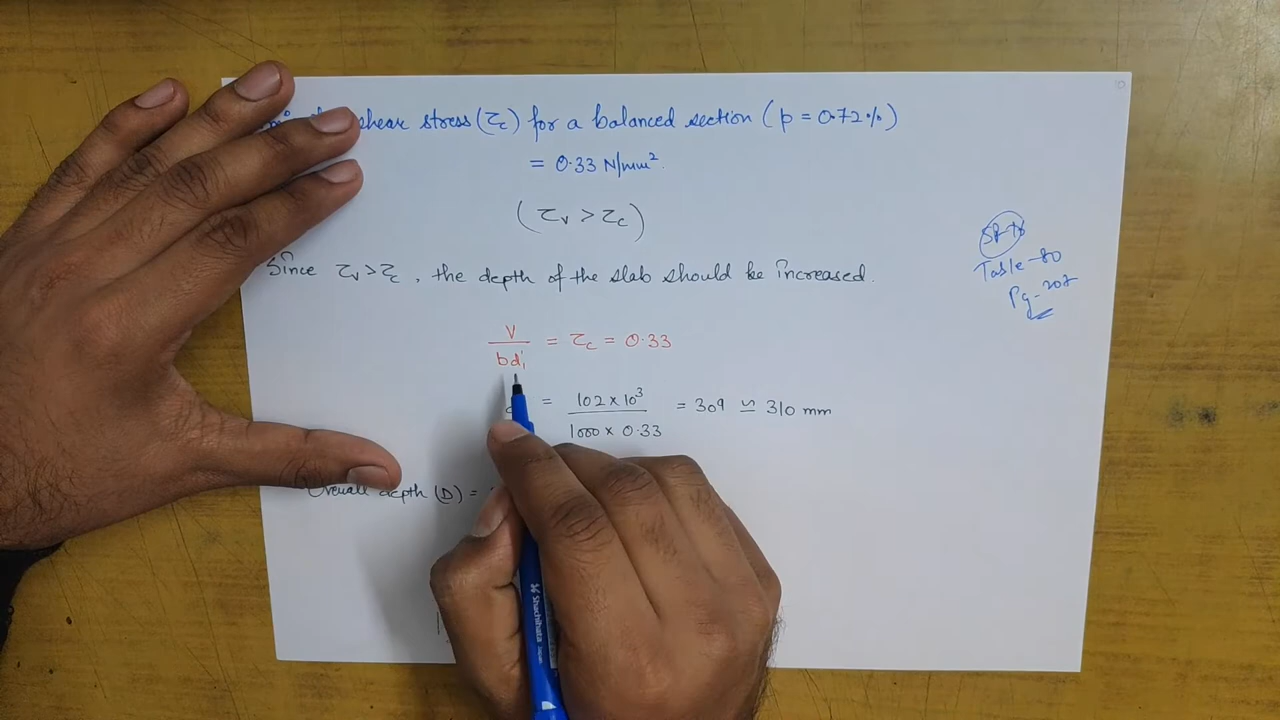 shear stress (τc) for a balanced section (p = 0.72%)
= 0.33 N/mm².
(τv > τc)
Since τv > τc, the depth of the slab should be increased.
V / bd₁ = τc = 0.33
= 102 x 10³ / 1000 x 0.33 = 309 ≌ 310 mm
Overall depth (D) =
SP-16
Table-80
Pg-
Shachihata